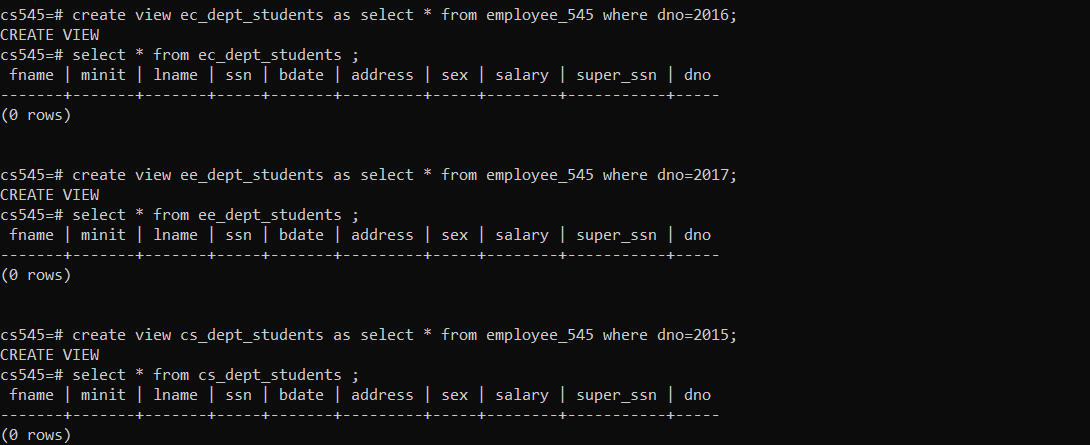 cs545=# create view ec_dept_students as select * from employee_545 where dno=2016;
CREATE VIEW
cs545=# select * from ec_dept_students ;
 fname | minit | lname | ssn | bdate | address | sex | salary | super_ssn | dno
-------+-------+-------+-----+-------+---------+-----+--------+-----------+-----
(0 rows)
cs545=# create view ee_dept_students as select * from employee_545 where dno=2017;
CREATE VIEW
cs545=# select * from ee_dept_students ;
 fname | minit | lname | ssn | bdate | address | sex | salary | super_ssn | dno
-------+-------+-------+-----+-------+---------+-----+--------+-----------+-----
(0 rows)
cs545=# create view cs_dept_students as select * from employee_545 where dno=2015;
CREATE VIEW
cs545=# select * from cs_dept_students ;
 fname | minit | lname | ssn | bdate | address | sex | salary | super_ssn | dno
-------+-------+-------+-----+-------+---------+-----+--------+-----------+-----
(0 rows)